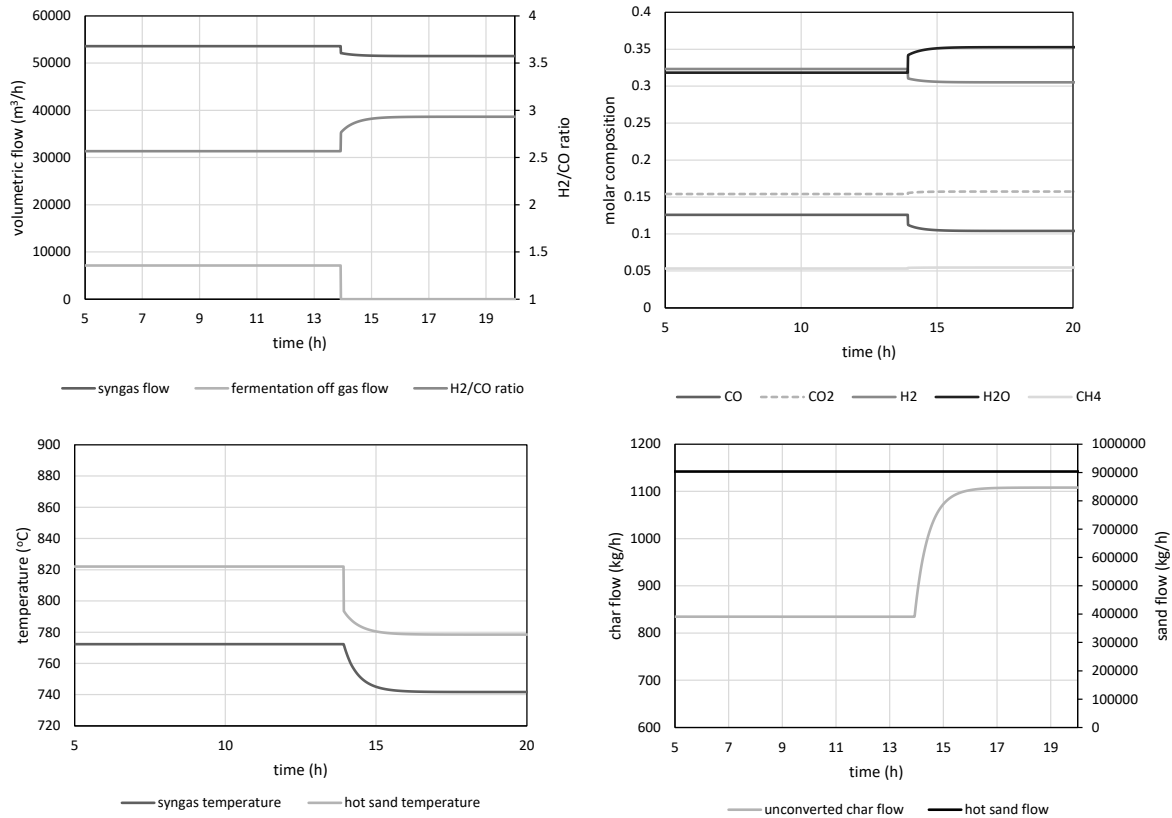 60000
50000
40000
30000
20000
10000
0
volumetric flow (m³/h)
4
3.5
3
2.5
2
1.5
1
H2/CO ratio
5 7 9 11 13 15 17 19
time (h)
syngas flow fermentation off gas flow H2/CO ratio
0.4
0.35
0.3
0.25
0.2
0.15
0.1
0.05
0
molar composition
5 10 15 20
time (h)
CO CO2 H2 H2O CH4
900
880
860
840
820
800
780
760
740
720
temperature (°C)
5 10 15 20
time (h)
syngas temperature hot sand temperature
1200
1100
1000
900
800
700
600
char flow (kg/h)
1000000
900000
800000
700000
600000
500000
400000
300000
200000
100000
0
sand flow (kg/h)
5 7 9 11 13 15 17 19
time (h)
unconverted char flow hot sand flow